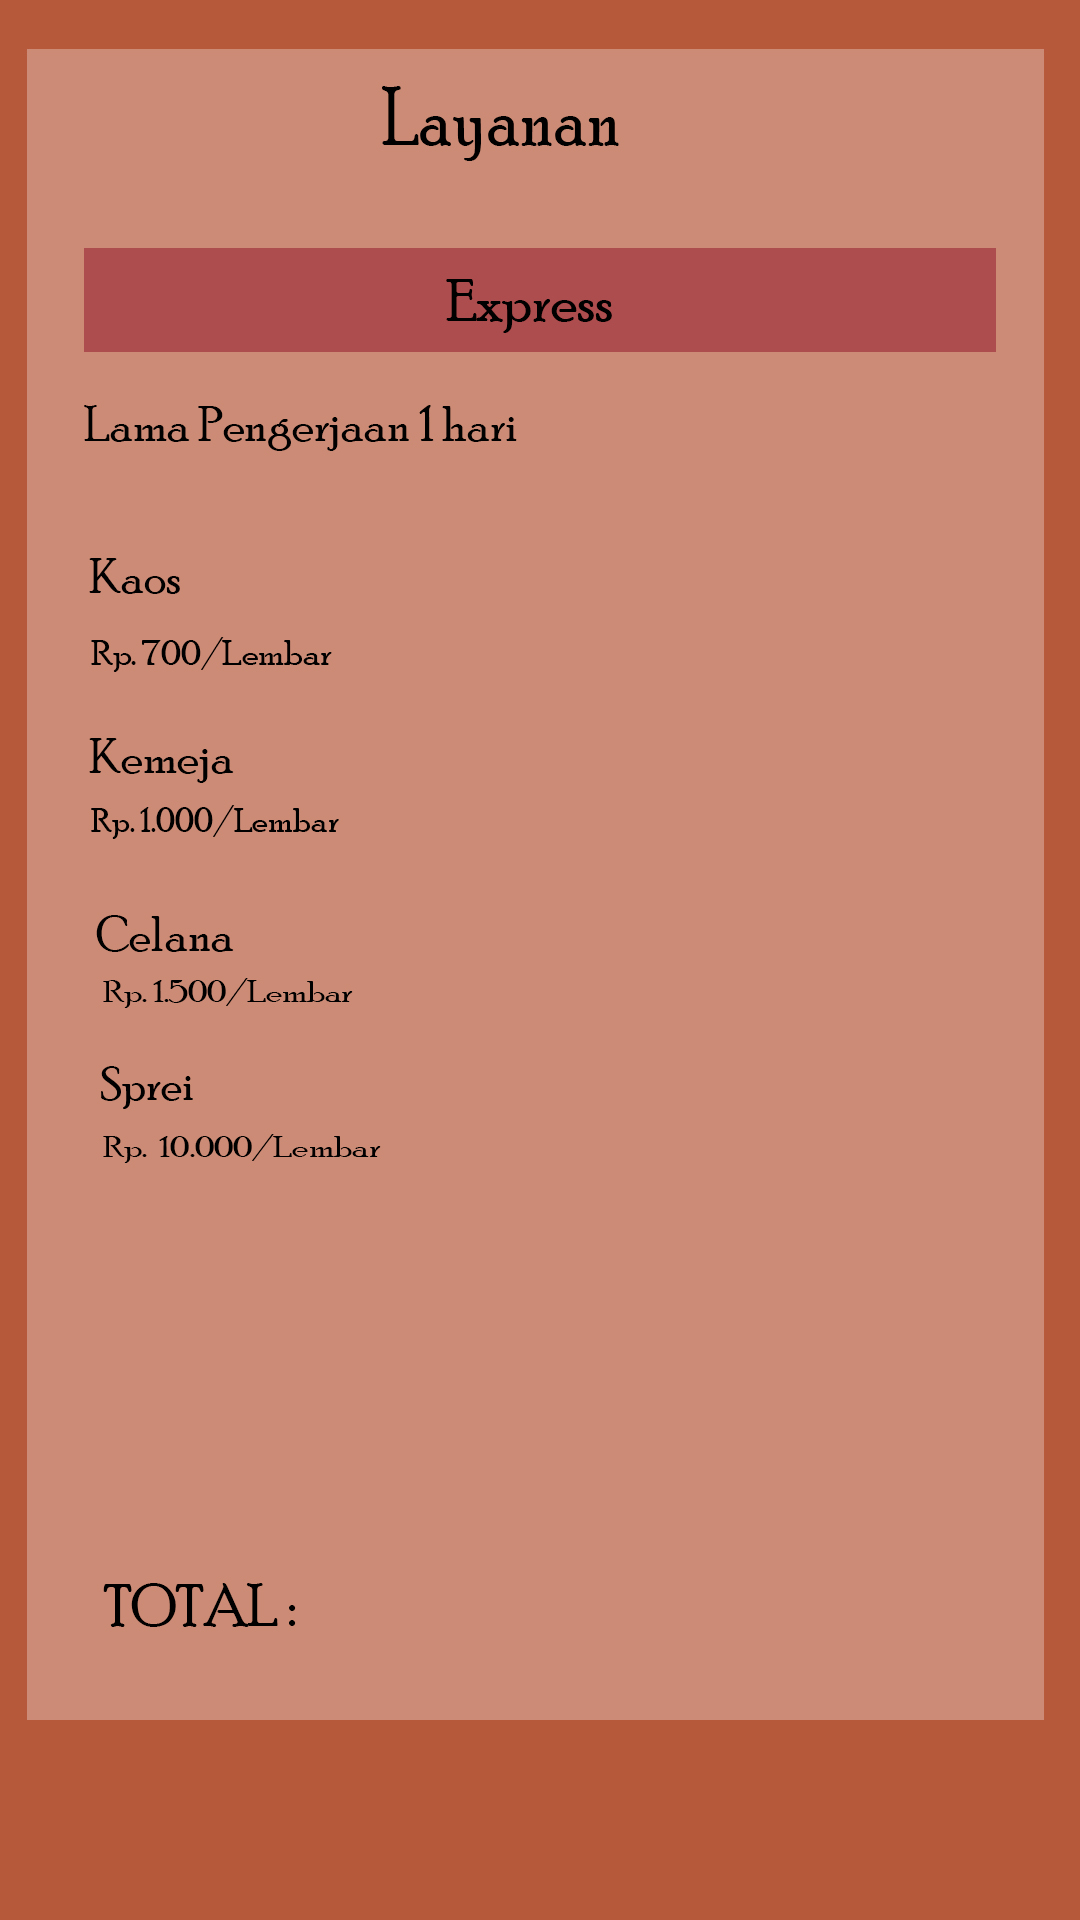 Layanan
Express
Lama Pengerjaan 1 hari
Kaos
Rp. 700/Lembar
Kemeja
Rp. 1.000/Lembar
Celana
Rp. 1.500/Lembar
Sprei
Rp. 10.000/Lembar
TOTAL :